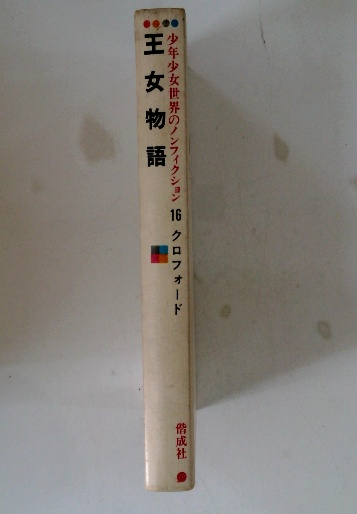 少年少女世界のノンフィクション 16 クロフォード
王女物語
偕成社